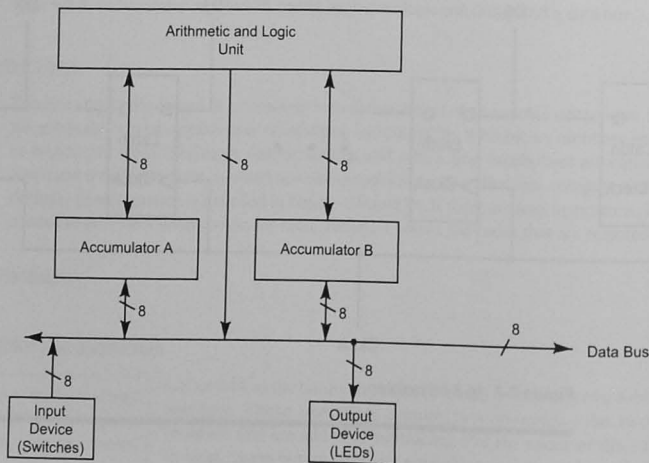 Arithmetic and Logic
Unit
8
8
8
Accumulator A
Accumulator B
8
8
8
Data Bus
8
8
Input
Device
(Switches)
Output
Device
(LEDs)